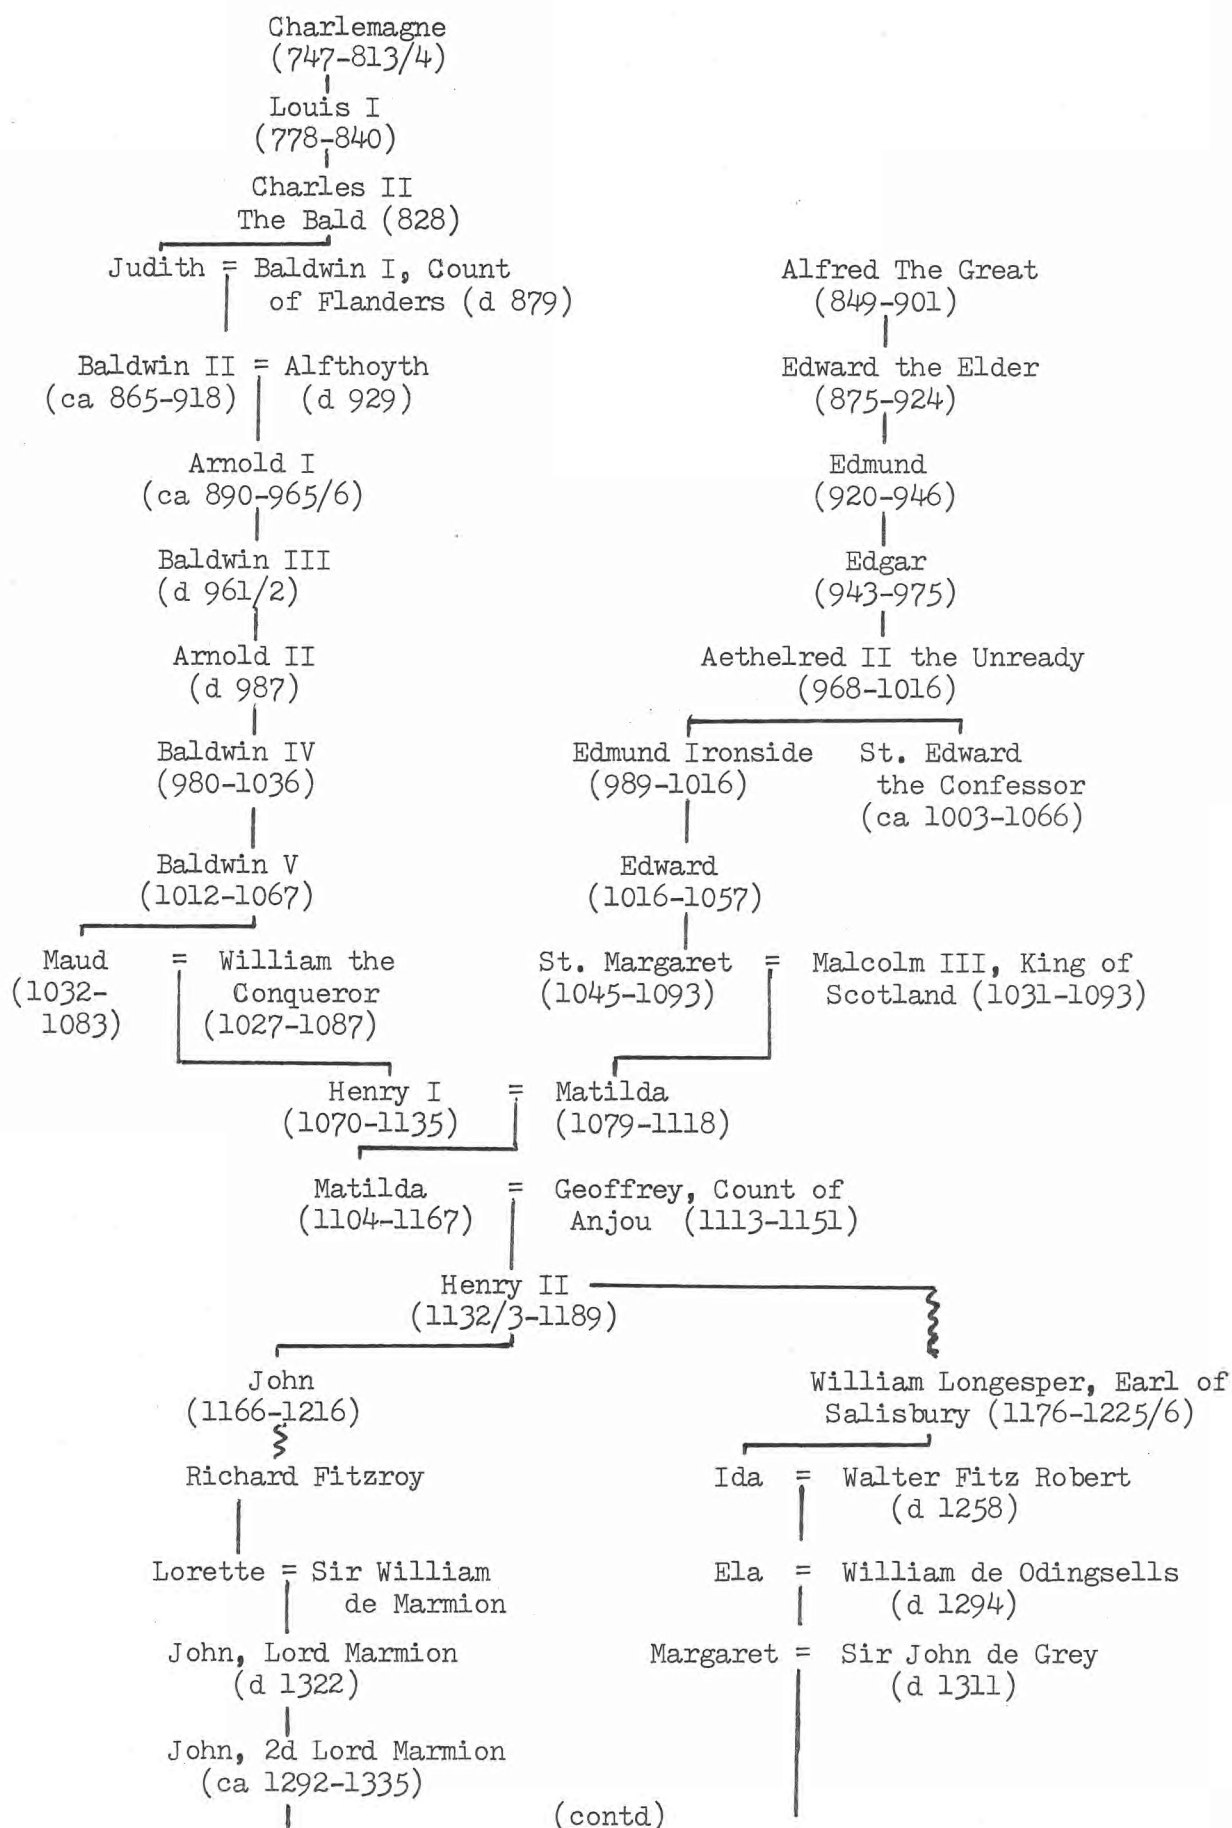 Charlemagne
(747-813/4)
Louis I
(778-840)
Charles II
The Bald (828)
Judith = Baldwin I, Count
of Flanders (d 879)
Alfred The Great
(849-901)
Baldwin II = Alfthoyth
(ca 865-918) (d 929)
Edward the Elder
(875-924)
Arnold I
(ca 890-965/6)
Edmund
(920-946)
Baldwin III
(d 961/2)
Edgar
(943-975)
Arnold II
(d 987)
Aethelred II the Unready
(968-1016)
Baldwin IV
(980-1036)
Edmund Ironside
(989-1016)
St. Edward
the Confessor
(ca 1003-1066)
Baldwin V
(1012-1067)
Edward
(1016-1057)
Maud = William the
(1032- Conqueror
1083) (1027-1087)
St. Margaret = Malcolm III, King of
(1045-1093) Scotland (1031-1093)
Henry I = Matilda
(1070-1135) (1079-1118)
Matilda = Geoffrey, Count of
(1104-1167) Anjou (1113-1151)
Henry II
(1132/3-1189)
John
(1166-1216)
William Longesper, Earl of
Salisbury (1176-1225/6)
Richard Fitzroy
Ida = Walter Fitz Robert
(d 1258)
Lorette = Sir William
de Marmion
Ela = William de Odingsells
(d 1294)
John, Lord Marmion
(d 1322)
Margaret = Sir John de Grey
(d 1311)
John, 2d Lord Marmion
(ca 1292-1335)
(contd)